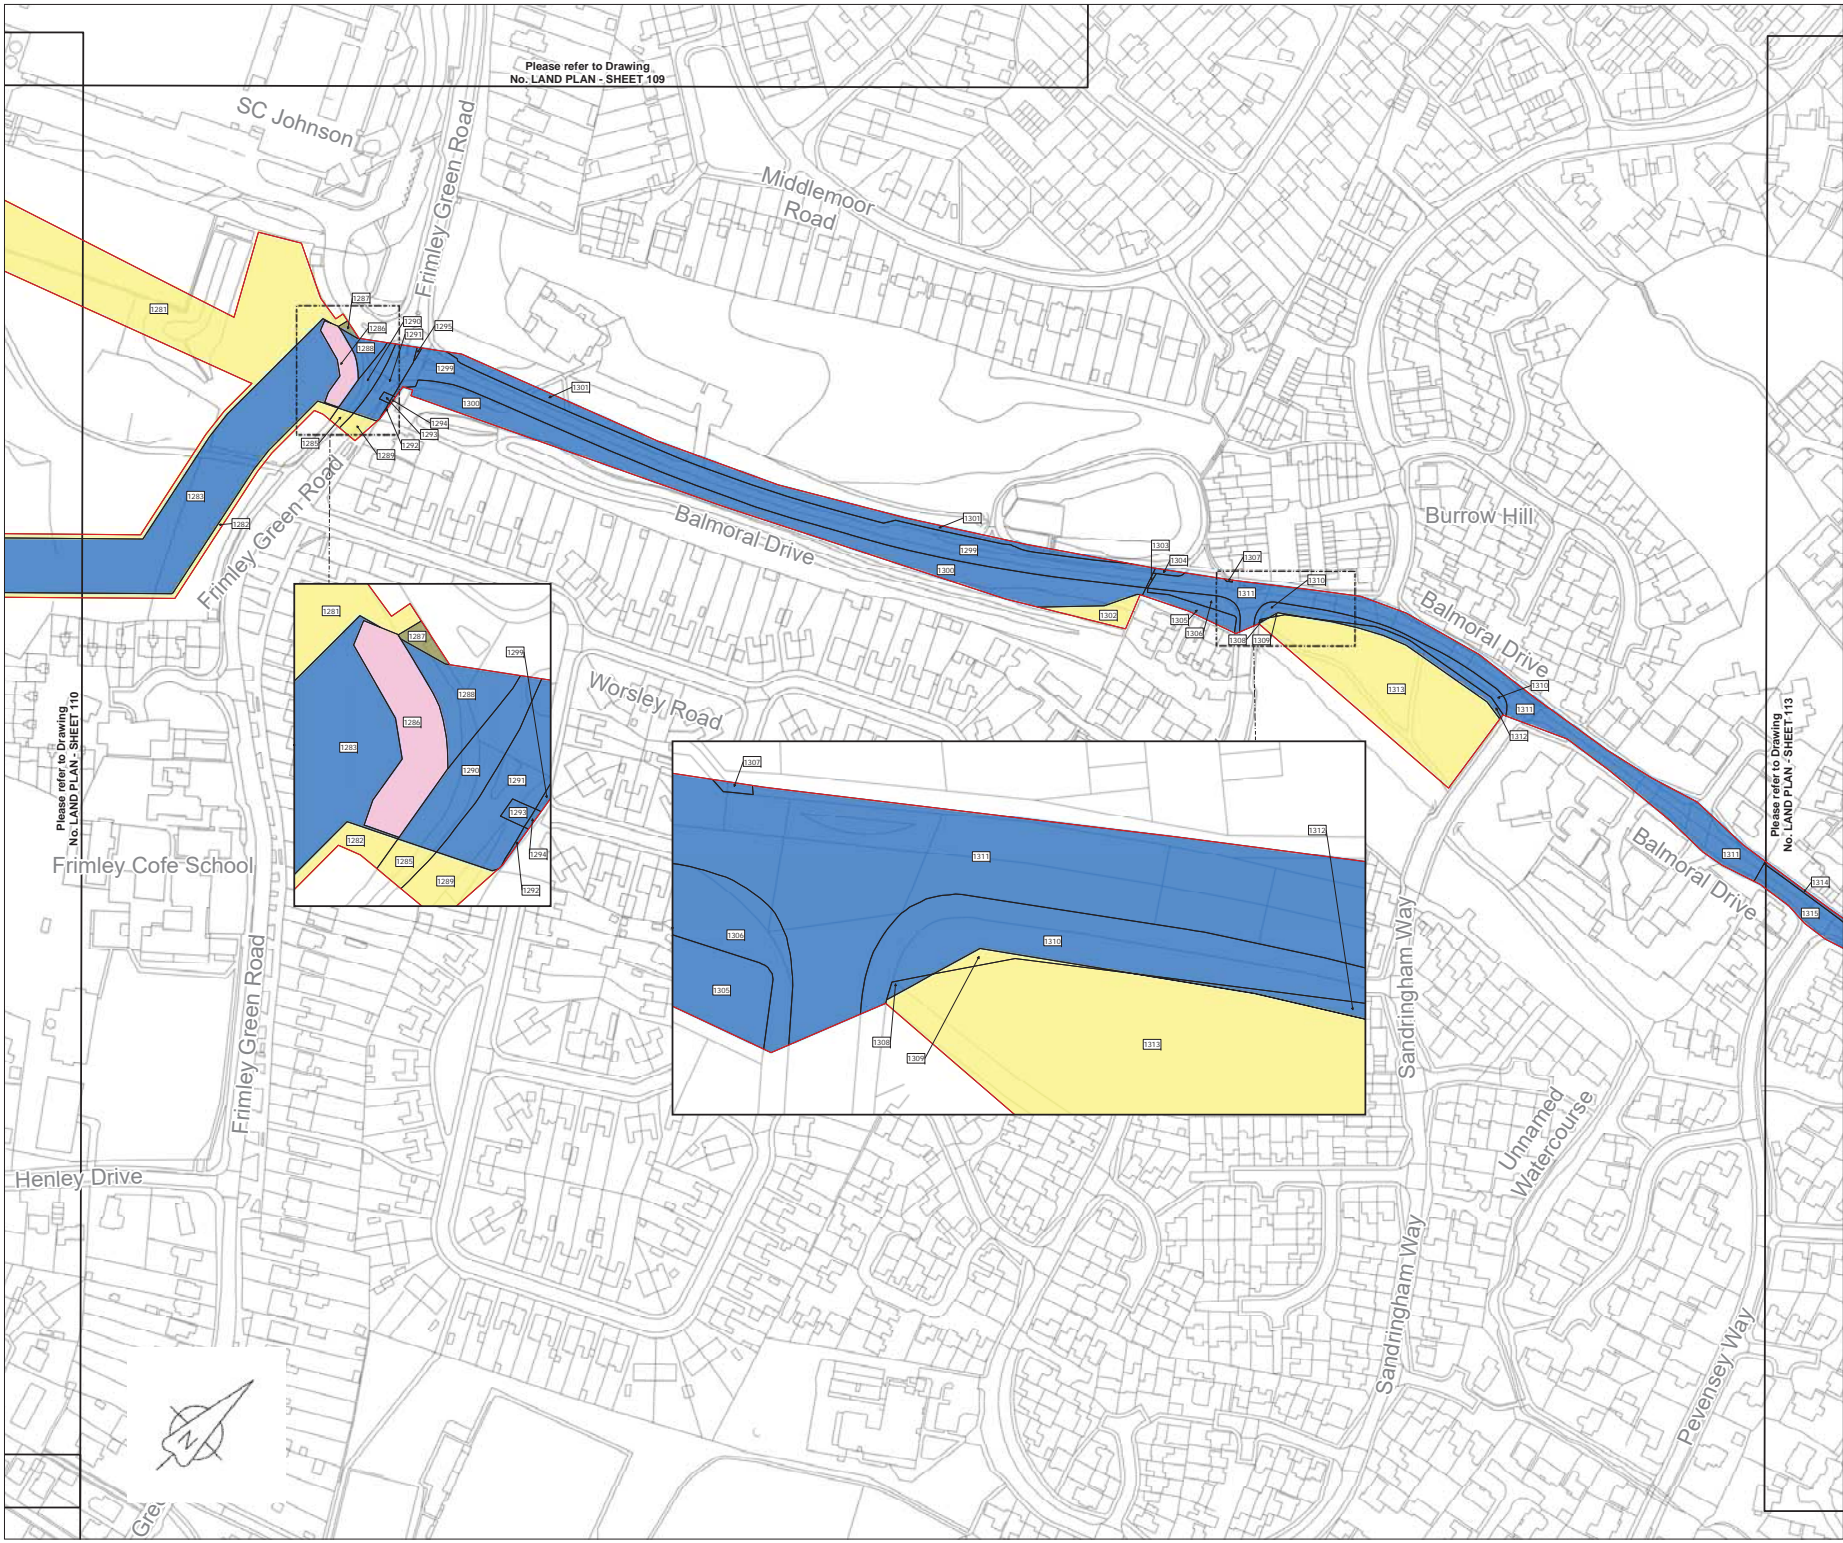 Please refer to Drawing
No. LAND PLAN - SHEET 109
SC Johnson
Frimley Green Road
Middlemoor
Road
1281
1287
1286
1290
1291
1295
1288
1299
1301
1300
1294
1293
1292
1285
1289
1283
1282
Frimley Green Road
Balmoral Drive
1301
1299
1300
1303
1304
1307
1310
1311
1302
1305
1306
1308
1309
Burrow Hill
Balmoral Drive
1313
1310
1311
1312
1281
1287
1299
1288
1286
1283
1290
1291
1293
1282
1285
1294
1289
1292
Worsley Road
Please refer to Drawing
No. LAND PLAN - SHEET 110
Please refer to Drawing
No. LAND PLAN - SHEET 113
1307
1312
1311
1306
1310
1305
1308
1309
1313
Balmoral Drive
1311
1314
1315
Frimley Cofe School
Frimley Green Road
Sandringham Way
Unnamed
Watercourse
Henley Drive
Sandringham Way
Pevensey Way
N
Gre